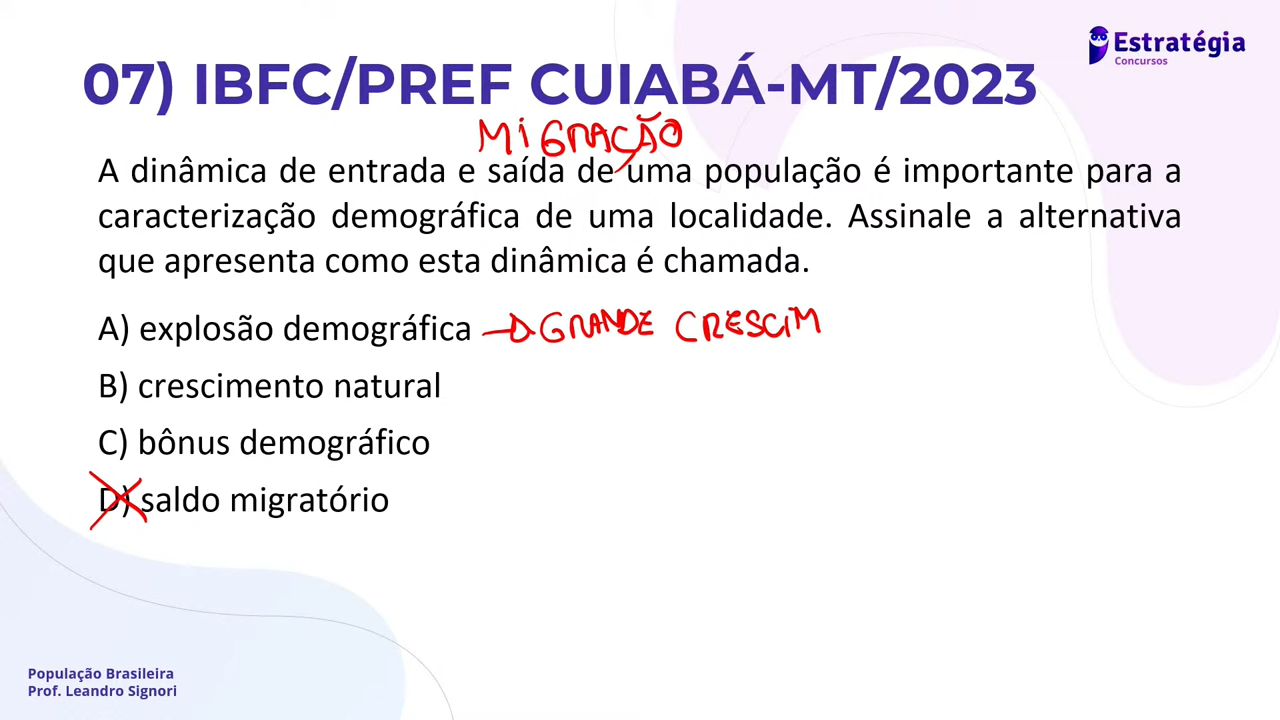 Estratégia
Concursos
07) IBFC/PREF CUIABÁ-MT/2023
MIGRAÇÃO
A dinâmica de entrada e saída de uma população é importante para a
caracterização demográfica de uma localidade. Assinale a alternativa
que apresenta como esta dinâmica é chamada.
A) explosão demográfica → GRANDE CRESCIM
B) crescimento natural
C) bônus demográfico
D) saldo migratório
População Brasileira
Prof. Leandro Signori